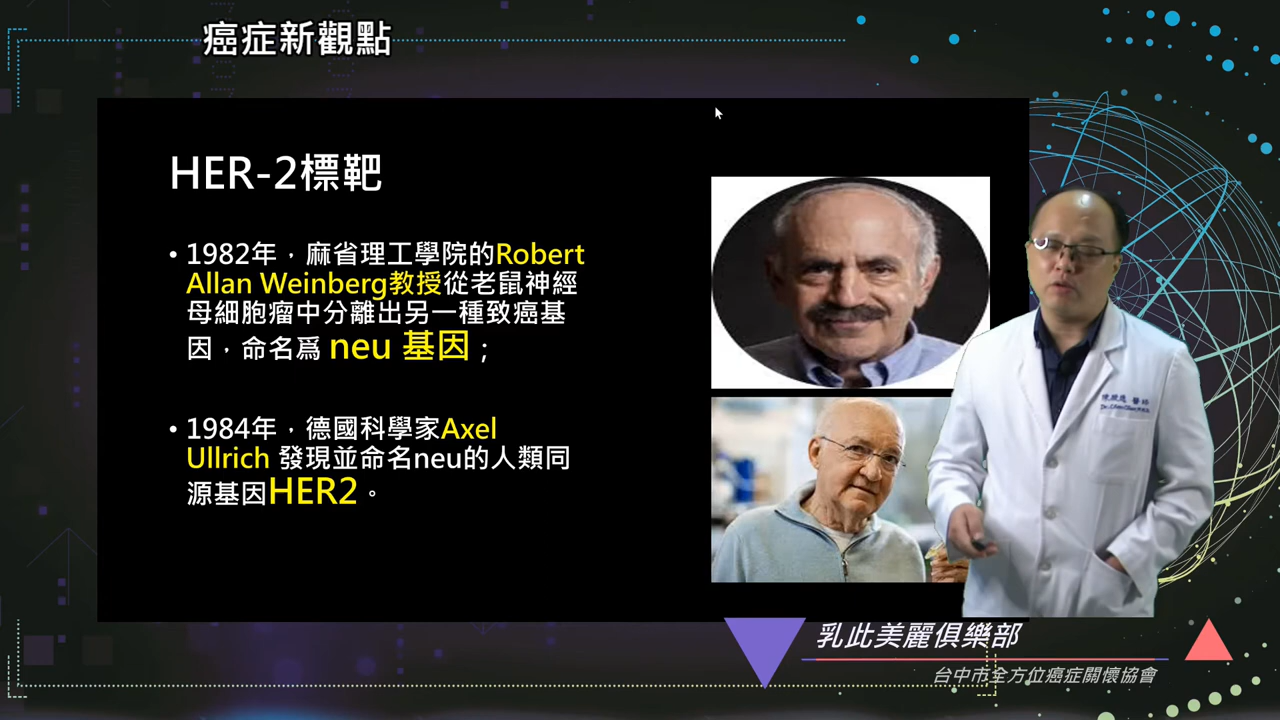 癌症新觀點
HER-2標靶
• 1982年，麻省理工學院的Robert
Allan Weinberg教授從老鼠神經
母細胞瘤中分離出另一種致癌基
因，命名爲 neu 基因；
• 1984年，德國科學家Axel
Ullrich 發現並命名neu的人類同
源基因HER2。
乳此美麗俱樂部
台中市全方位癌症關懷協會